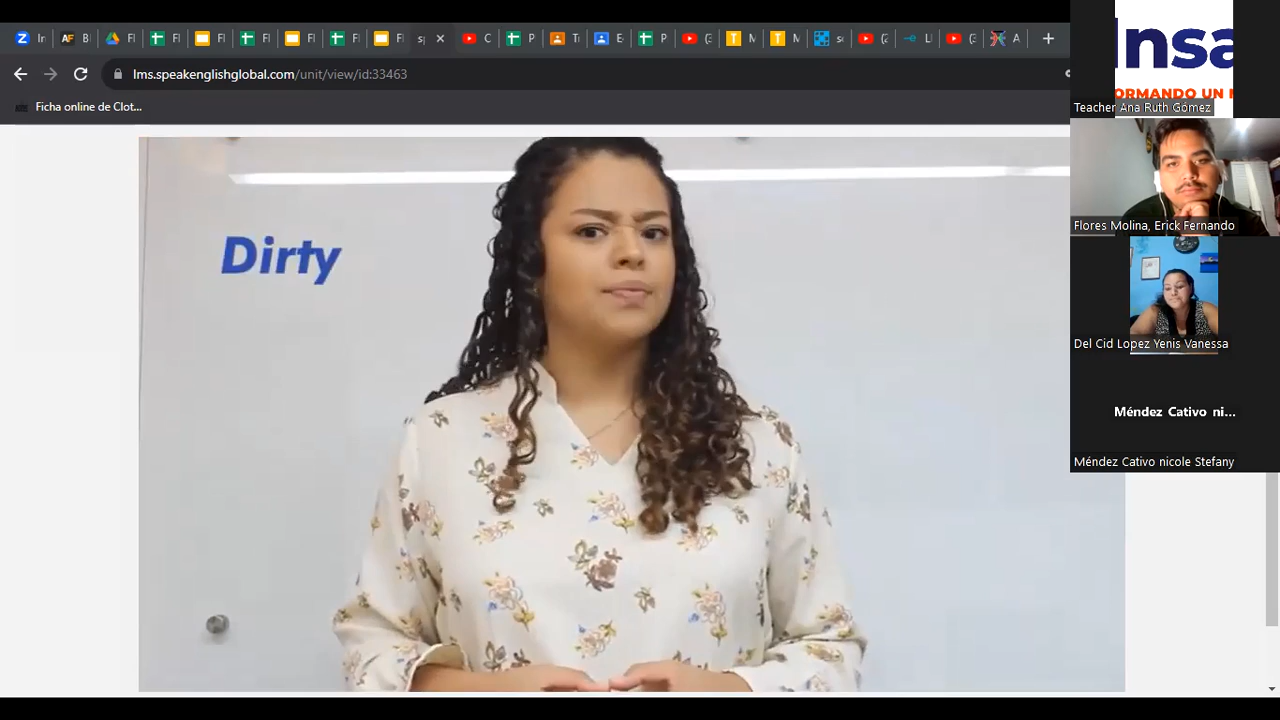 lms.speakenglishglobal.com/unit/view/id:33463
Ficha online de Clot...
Dirty
Insa
ORMANDO UN
Teacher Ana Ruth Gómez
Flores Molina, Erick Fernando
Del Cid Lopez Yenis Vanessa
Méndez Cativo ni...
Méndez Cativo nicole Stefany